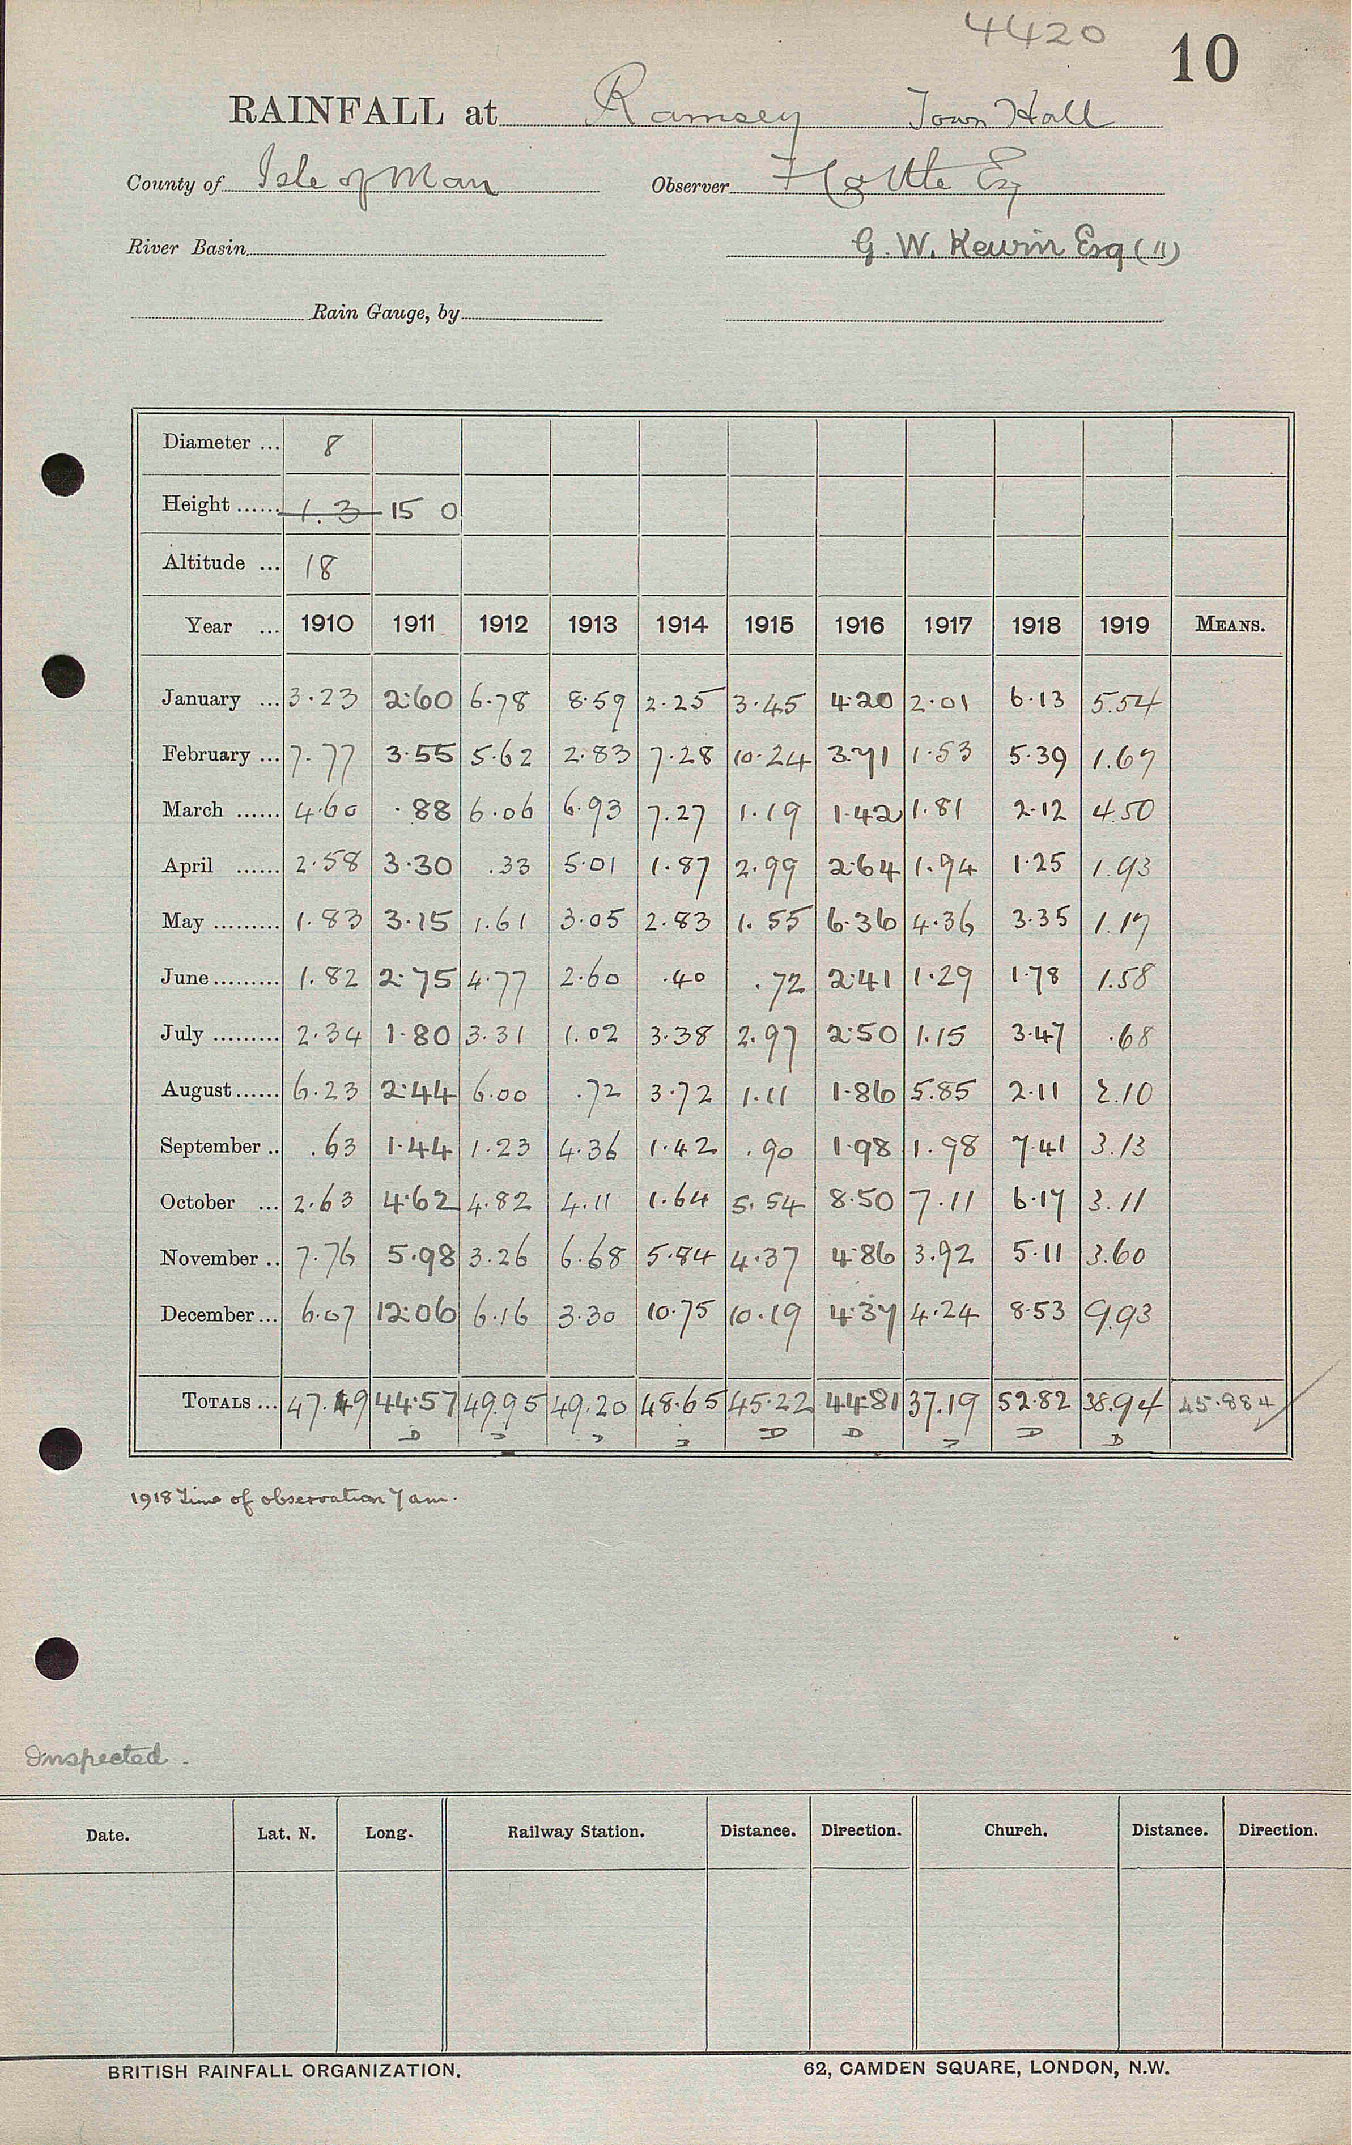 4420
10
RAINFALL at Ramsey Town Hall
County of Isle of Man Observer Esq
River Basin G. W. Kewin Esq (11)
Rain Gauge, by
Diameter ... 8
Height ...... 1.3 15 0
Altitude ... 18
Year ... 1910 1911 1912 1913 1914 1915 1916 1917 1918 1919 MEANS.
January ... 3.23 2.60 6.78 8.59 2.25 3.45 4.20 2.01 6.13 5.54
February ... 7.77 3.55 5.62 2.83 7.28 10.24 3.71 1.53 5.39 1.67
March ...... 4.60 .88 6.06 6.93 7.27 1.19 1.42 1.81 2.12 4.50
April ...... 2.58 3.30 .33 5.01 1.87 2.99 2.64 1.94 1.25 1.93
May ......... 1.83 3.15 1.61 3.05 2.83 1.55 6.36 4.36 3.35 1.17
June ......... 1.82 2.75 4.77 2.60 .40 .72 2.41 1.29 1.78 1.58
July ......... 2.34 1.80 3.31 1.02 3.38 2.97 2.50 1.15 3.47 .68
August ...... 6.23 2.44 6.00 .72 3.72 1.11 1.86 5.85 2.11 2.10
September .. .63 1.44 1.23 4.36 1.42 .90 1.98 1.98 7.41 3.13
October ... 2.63 4.62 4.82 4.11 1.64 5.54 8.50 7.11 6.17 3.11
November .. 7.76 5.98 3.26 6.68 5.84 4.37 4.86 3.92 5.11 3.60
December ... 6.07 12.06 6.16 3.30 10.75 10.19 4.37 4.24 8.53 9.93
TOTALS ... 47.49 44.57 49.95 49.20 48.65 45.22 44.81 37.19 52.82 38.94 45.884
D D D D D D D D D
1918 Time of observation 7 am.
Inspected.
Date. Lat. N. Long. Railway Station. Distance. Direction. Church. Distance. Direction.
BRITISH RAINFALL ORGANIZATION. 62, CAMDEN SQUARE, LONDON, N.W.